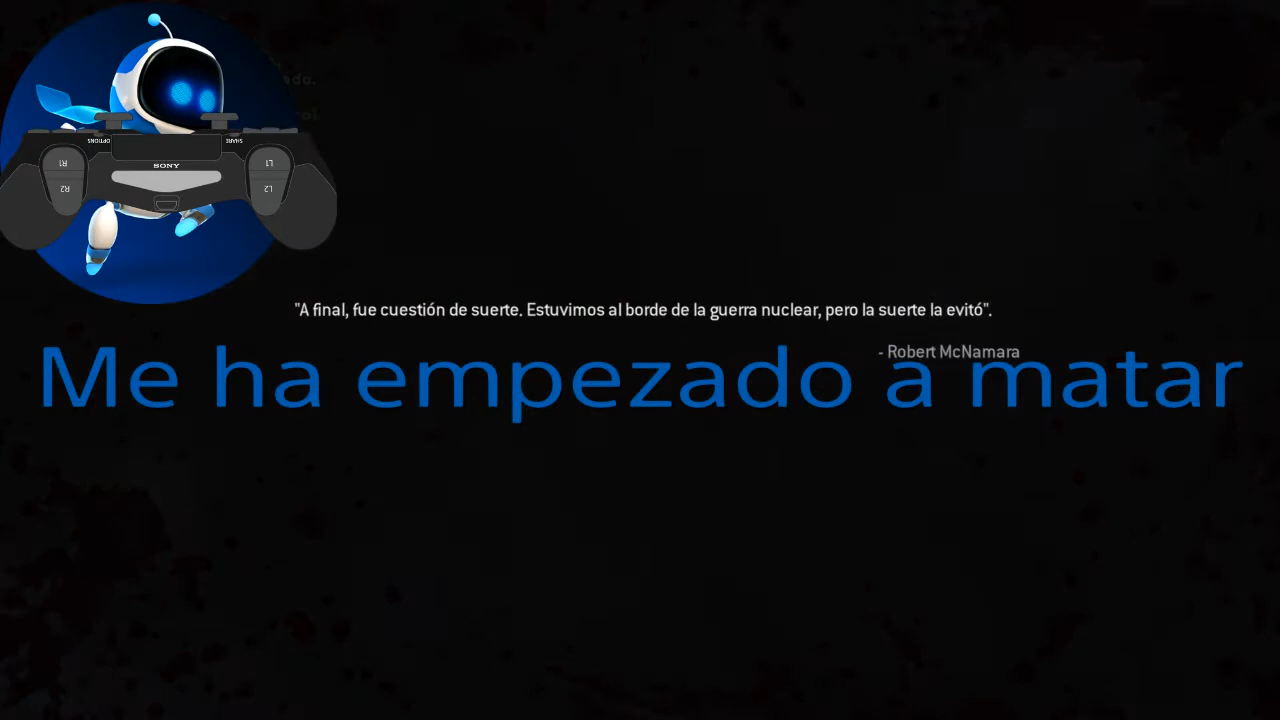 OPTIONS
SHARE
R1
L1
SONY
R2
L2
"A final, fue cuestión de suerte. Estuvimos al borde de la guerra nuclear, pero la suerte la evitó".
- Robert McNamara
Me ha empezado a matar